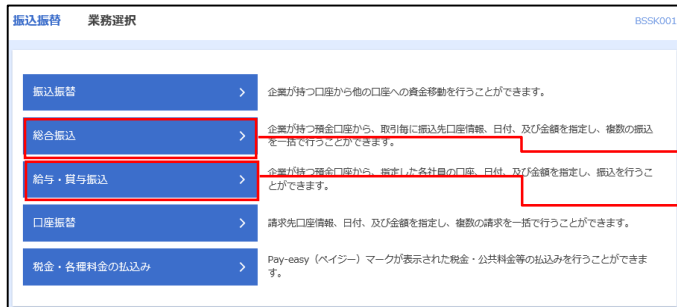 振込振替 業務選択 BSSK001
振込振替 企業が持つ口座から他の口座への資金移動を行うことができます。
総合振込 企業が持つ預金口座から、取引毎に振込先口座情報、日付、及び金額を指定し、複数の振込
を一括で行うことができます。
給与・賞与振込 企業が持つ預金口座から、指定した各社員の口座、日付、及び金額を指定し、振込を行うこ
とができます。
口座振替 請求先口座情報、日付、及び金額を指定し、複数の請求を一括で行うことができます。
税金・各種料金の払込み Pay-easy（ペイジー）マークが表示された税金・公共料金等の払込みを行うことができま
す。